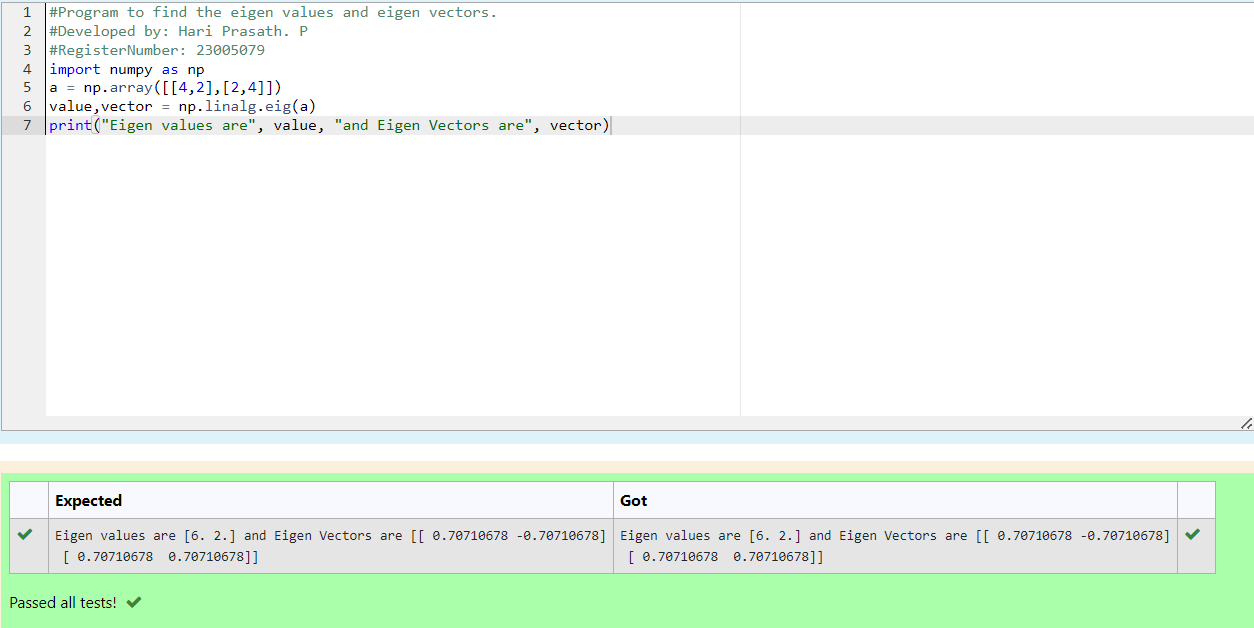 1 #Program to find the eigen values and eigen vectors.
2 #Developed by: Hari Prasath. P
3 #RegisterNumber: 23005079
4 import numpy as np
5 a = np.array([[4,2],[2,4]])
6 value,vector = np.linalg.eig(a)
7 print("Eigen values are", value, "and Eigen Vectors are", vector)
Expected Got
Eigen values are [6. 2.] and Eigen Vectors are [[ 0.70710678 -0.70710678] Eigen values are [6. 2.] and Eigen Vectors are [[ 0.70710678 -0.70710678]
[ 0.70710678  0.70710678]] [ 0.70710678  0.70710678]]
Passed all tests!